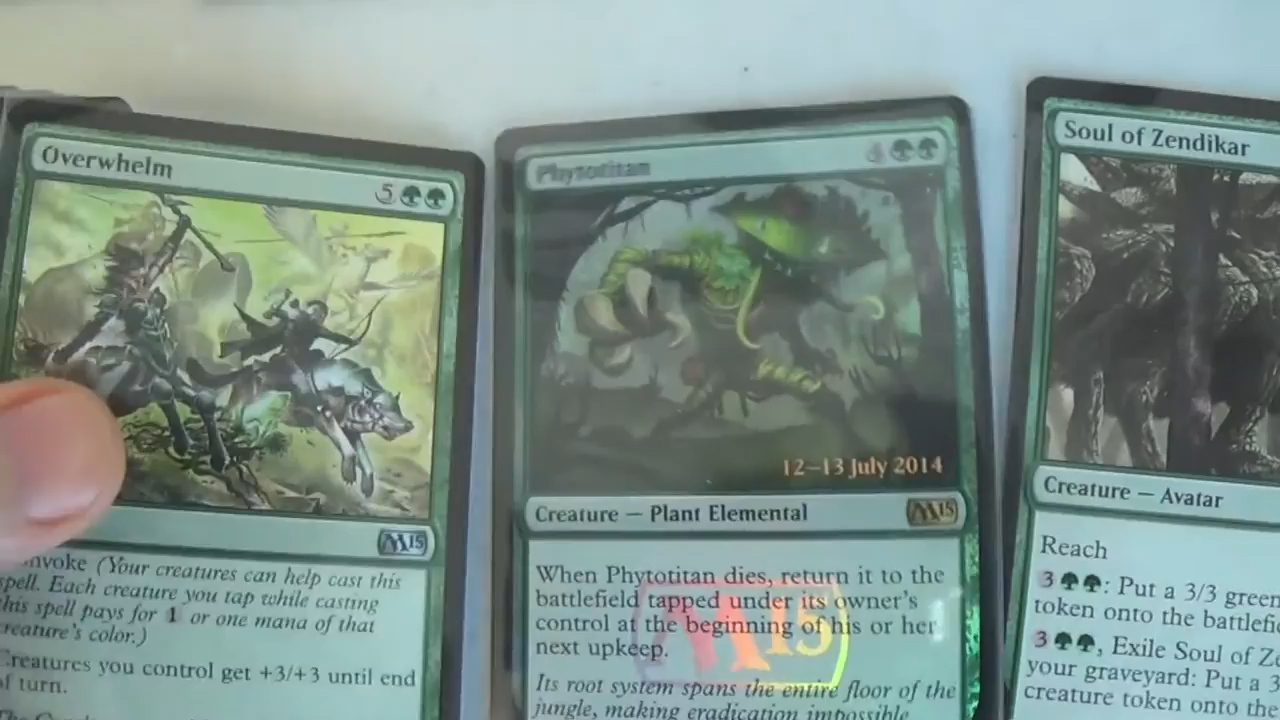 Overwhelm
5
nvoke (Your creatures can help cast this
spell. Each creature you tap while casting
this spell pays for 1 or one mana of that
creature's color.)
Creatures you control get +3/+3 until end
of turn.
M15
Phytotitan
4
12–13 July 2014
Creature — Plant Elemental
M15
When Phytotitan dies, return it to the
battlefield tapped under its owner's
control at the beginning of his or her
next upkeep.
M15
Its root system spans the entire floor of the
jungle, making eradication impossible.
Soul of Zendikar
Creature — Avatar
Reach
3 : Put a 3/3 green
token onto the battlefi
3 , Exile Soul of Ze
your graveyard: Put a 3
creature token onto the